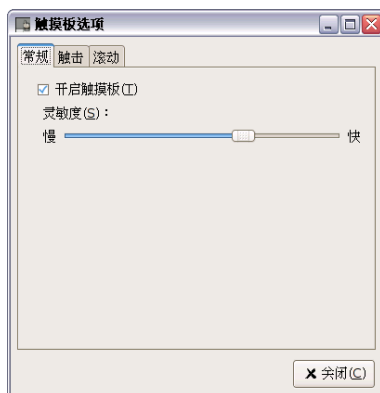 触摸板选项
常规 触击 滚动
开启触摸板(T)
灵敏度(S)：
慢 快
关闭(C)